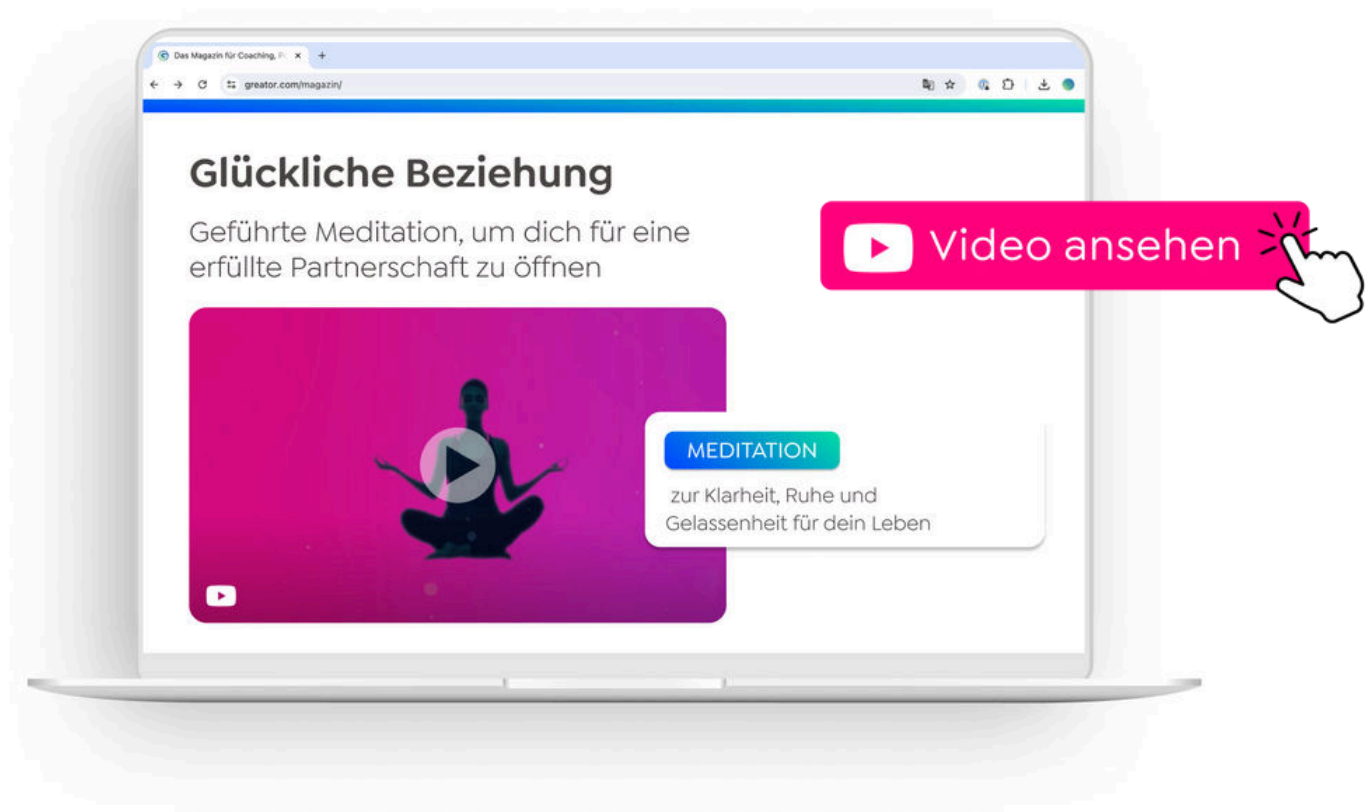 Das Magazin für Coaching,
greator.com/magazin/
Glückliche Beziehung
Geführte Meditation, um dich für eine
erfüllte Partnerschaft zu öffnen
Video ansehen
MEDITATION
zur Klarheit, Ruhe und
Gelassenheit für dein Leben